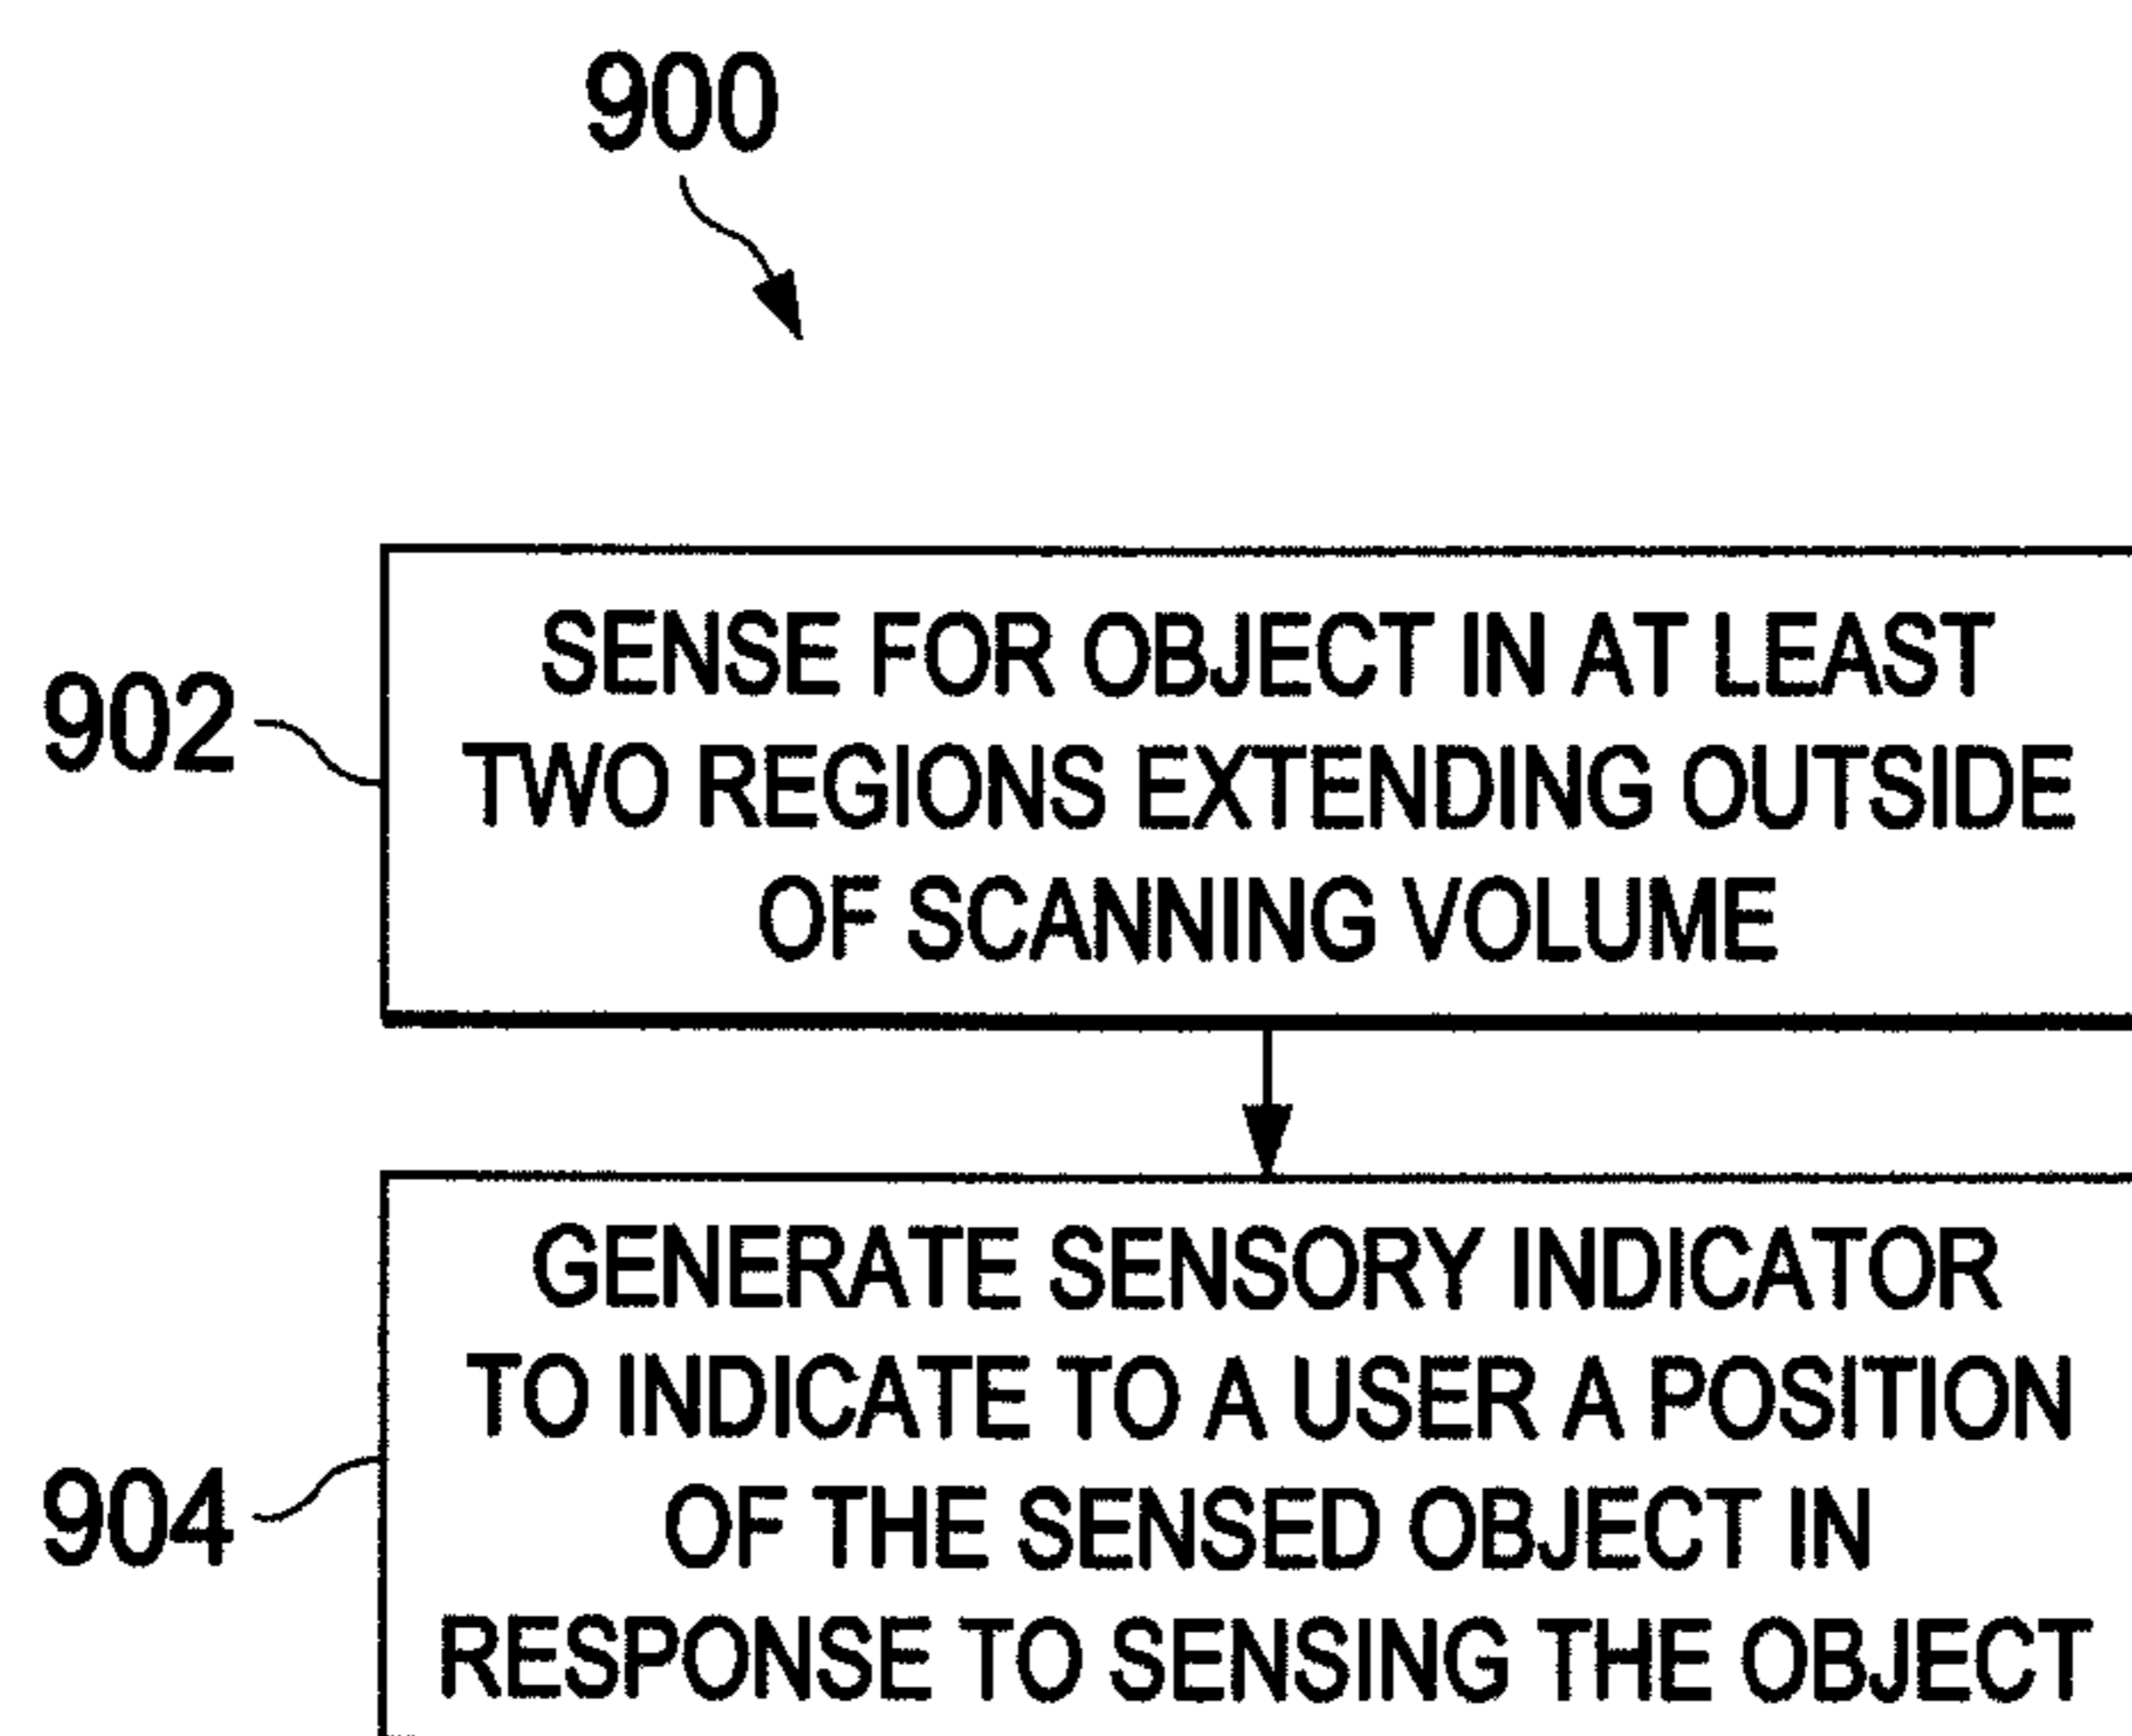 900
902
SENSE FOR OBJECT IN AT LEAST
TWO REGIONS EXTENDING OUTSIDE
OF SCANNING VOLUME
904
GENERATE SENSORY INDICATOR
TO INDICATE TO A USER A POSITION
OF THE SENSED OBJECT IN
RESPONSE TO SENSING THE OBJECT